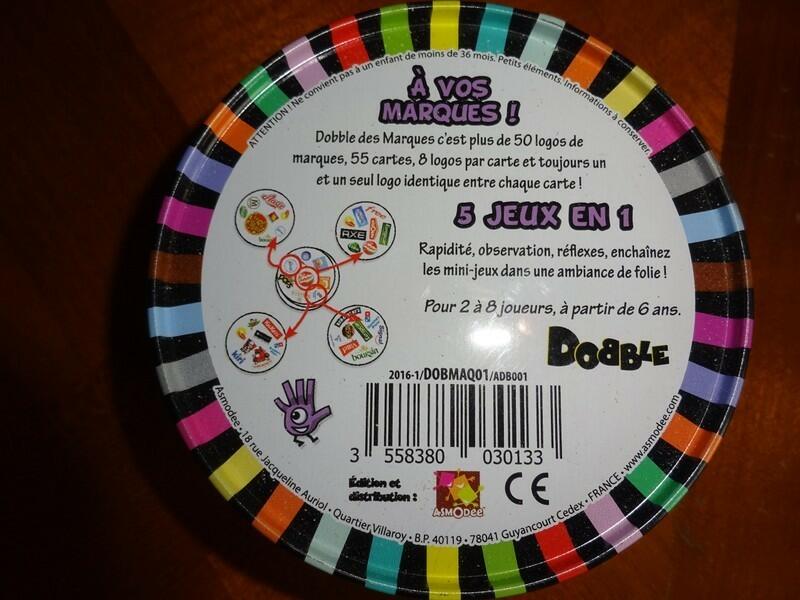 ATTENTION ! Ne convient pas à un enfant de moins de 36 mois. Petits éléments. Informations à conserver.
À VOS
MARQUES !
Dobble des Marques c'est plus de 50 logos de
marques, 55 cartes, 8 logos par carte et toujours un
et un seul logo identique entre chaque carte !
5 JEUX EN 1
Rapidité, observation, réflexes, enchaînez
les mini-jeux dans une ambiance de folie !
Pour 2 à 8 joueurs, à partir de 6 ans.
free
AXE
kiri
boursin
DOBBLE
2016-1/DOBMAQ01/ADB001
3 558380 030133
Édition et
distribution :
ASMODEE
CE
Asmodee • 18 rue Jacqueline Auriol • Quartier Villaroy • B.P. 40119 • 78041 Guyancourt Cedex • FRANCE • www.asmodee.com